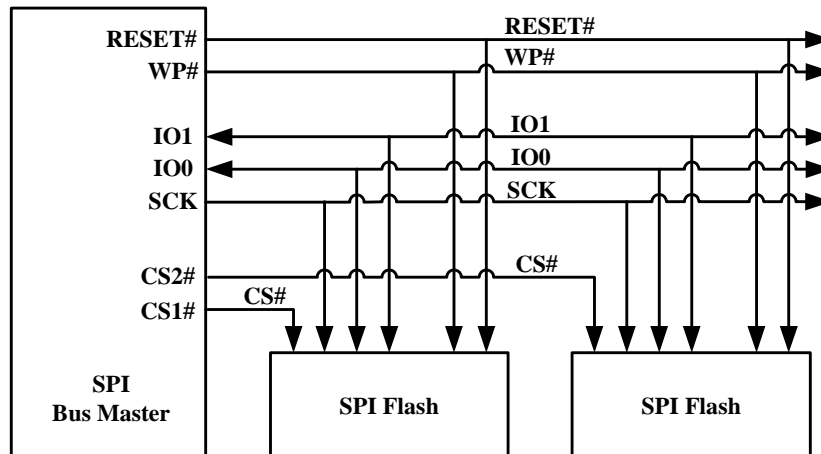 RESET#
RESET#
WP#
WP#
IO1
IO1
IO0
IO0
SCK
SCK
CS2#
CS#
CS1#
CS#
SPI
Bus Master
SPI Flash
SPI Flash